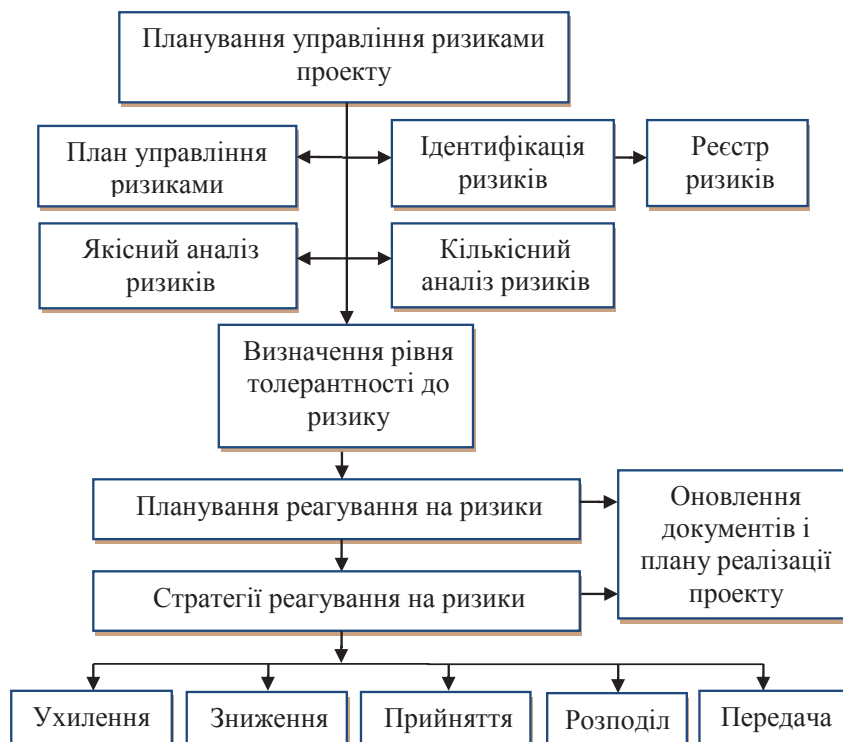 Планування управління ризиками
проекту
План управління
ризиками
Ідентифікація
ризиків
Реєстр
ризиків
Якісний аналіз
ризиків
Кількісний
аналіз ризиків
Визначення рівня
толерантності до
ризику
Планування реагування на ризики
Оновлення
документів і
плану реалізації
проекту
Стратегії реагування на ризики
Ухилення
Зниження
Прийняття
Розподіл
Передача